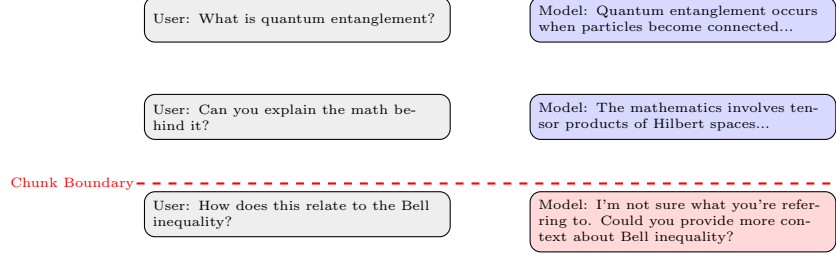 User: What is quantum entanglement?
Model: Quantum entanglement occurs
when particles become connected...
User: Can you explain the math be-
hind it?
Model: The mathematics involves ten-
sor products of Hilbert spaces...
Chunk Boundary
User: How does this relate to the Bell
inequality?
Model: I'm not sure what you're refer-
ring to. Could you provide more con-
text about Bell inequality?